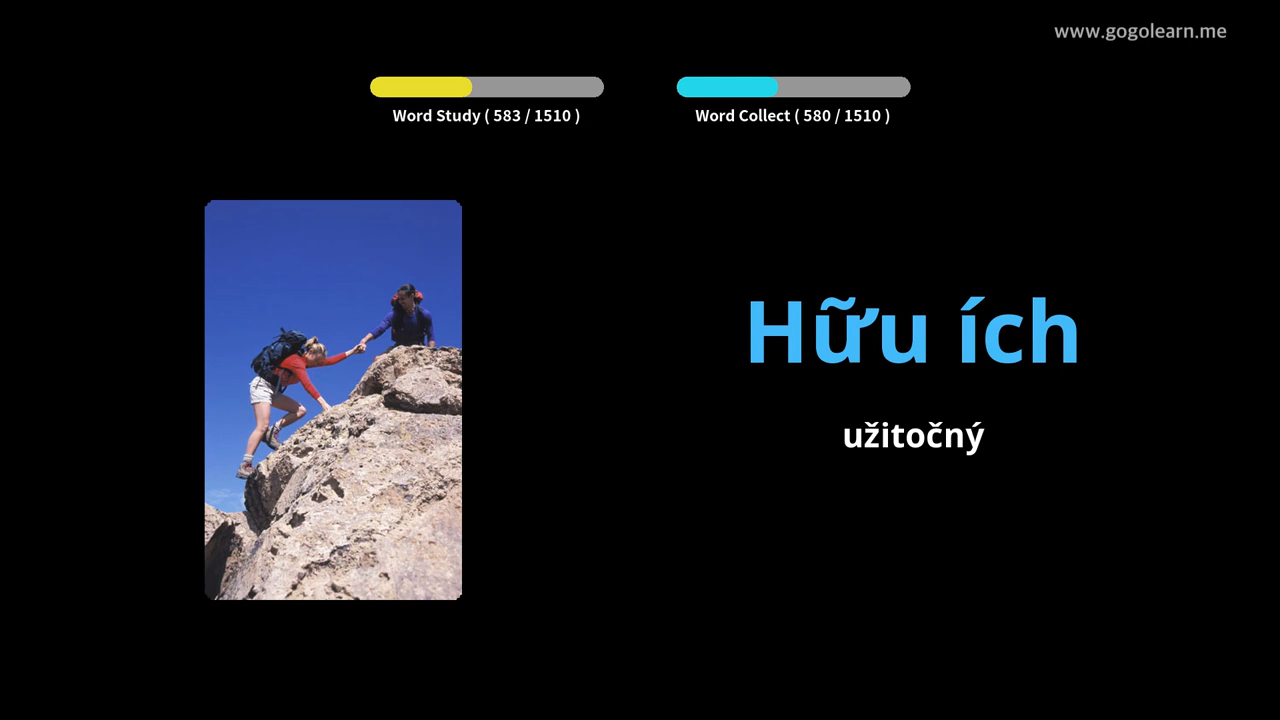 www.gogolearn.me
Word Study ( 583 / 1510 )
Word Collect ( 580 / 1510 )
Hữu ích
užitočný